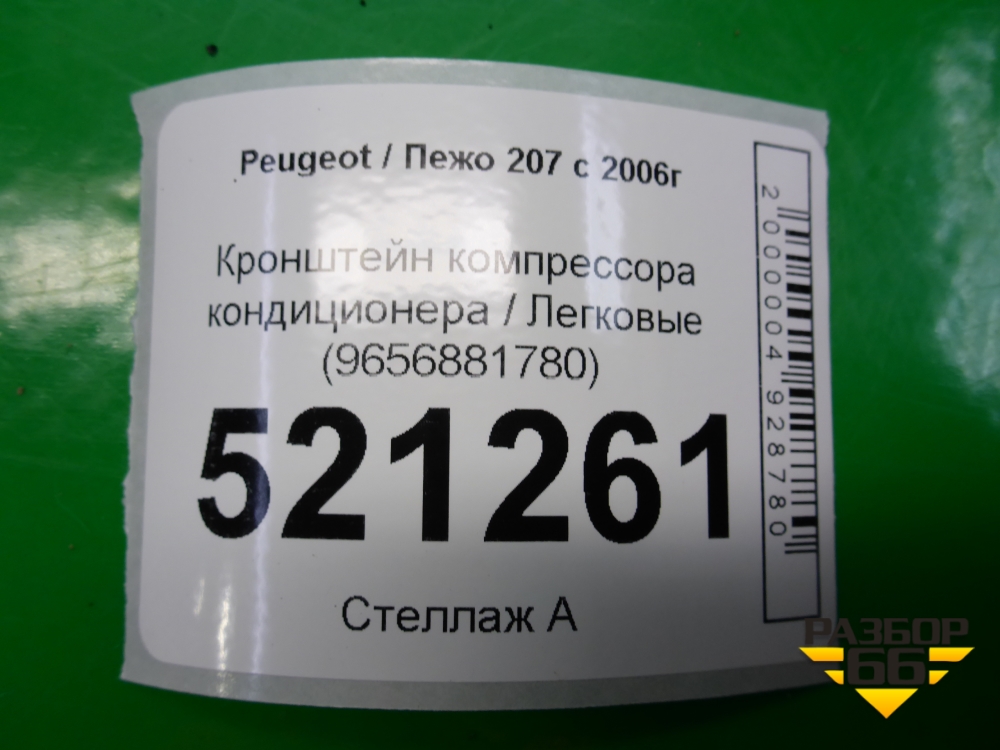 Peugeot / Пежо 207 с 2006г
Кронштейн компрессора
кондиционера / Легковые
(9656881780)
521261
Стеллаж А
2000004928780
РАЗБОР
66